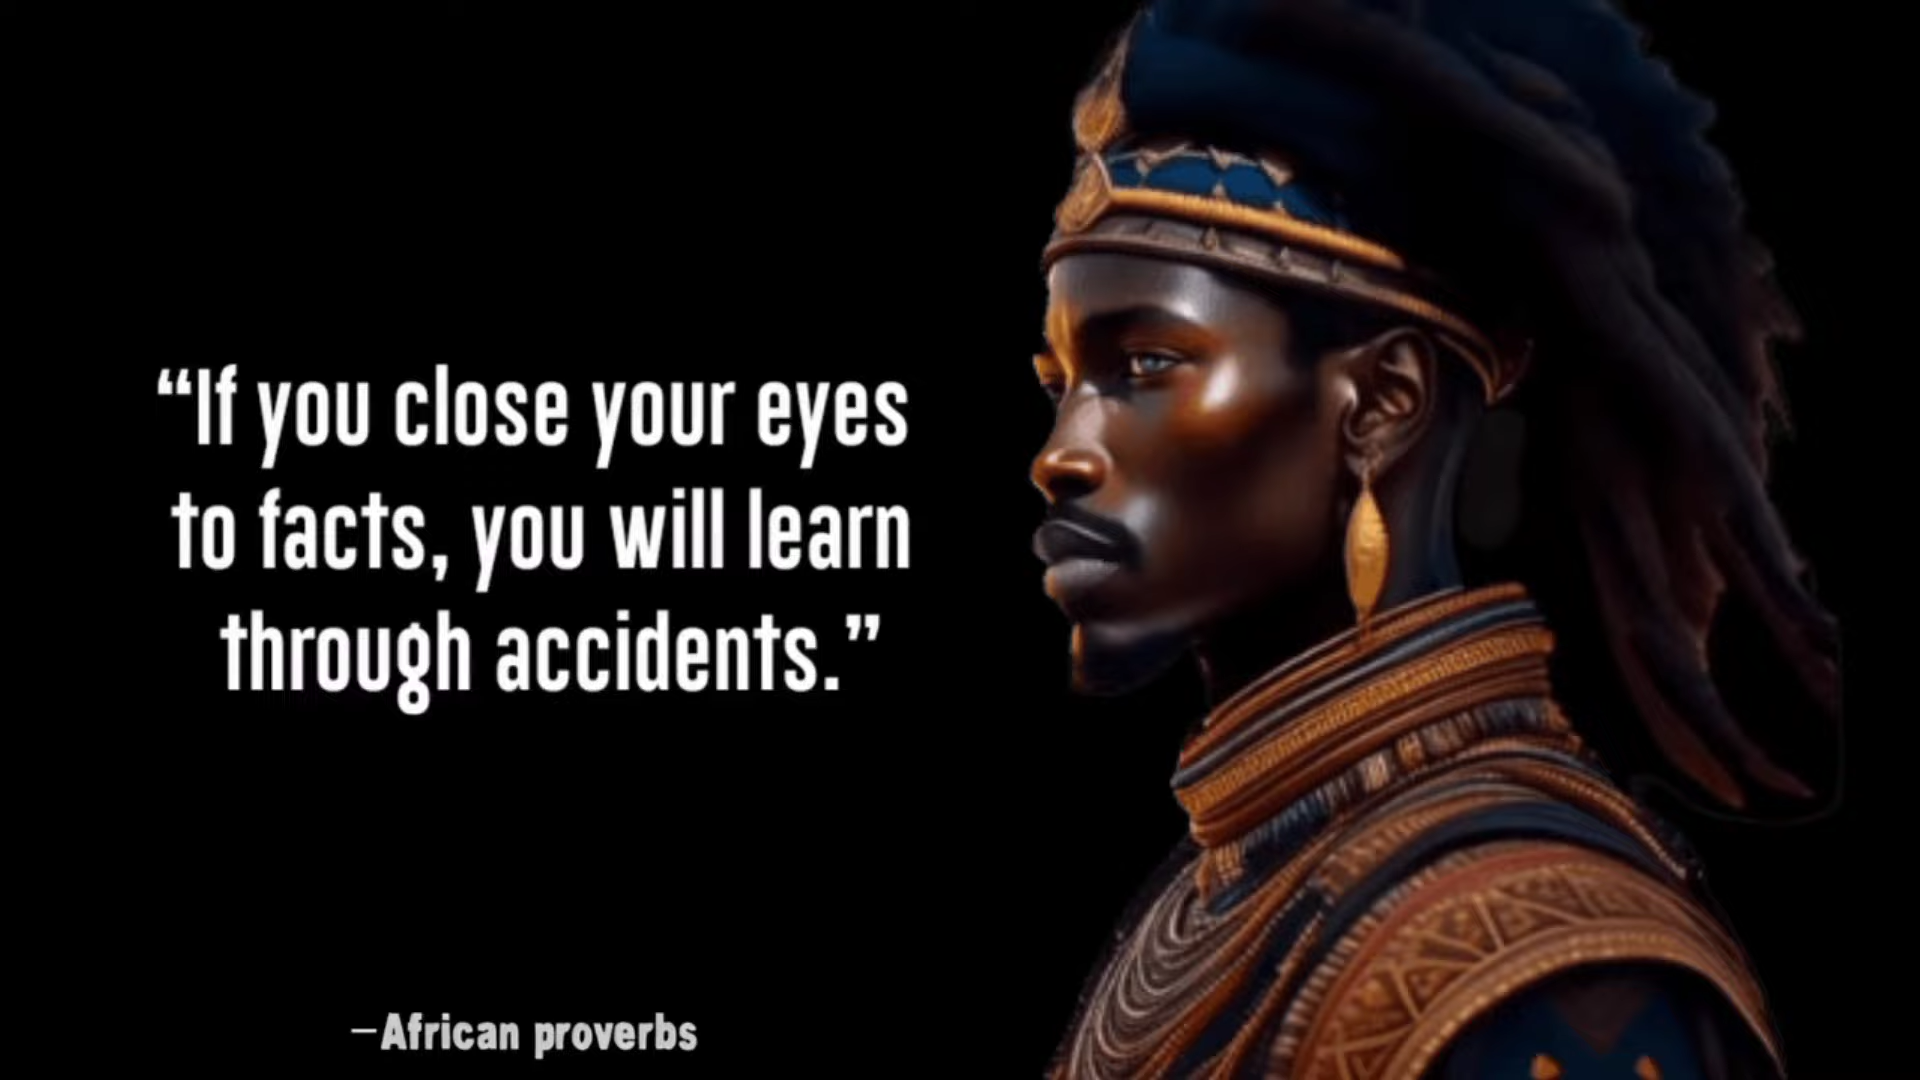 “If you close your eyes
to facts, you will learn
through accidents.”
–African proverbs